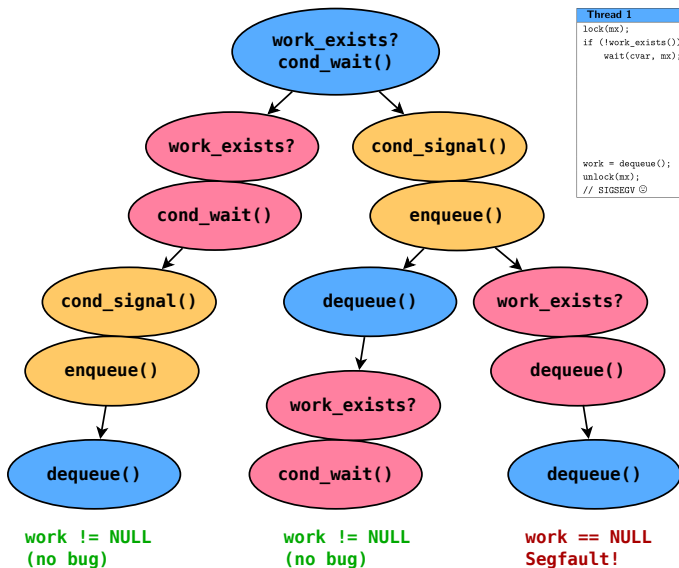 work_exists?
cond_wait()
work_exists?
cond_signal()
cond_wait()
enqueue()
cond_signal()
dequeue()
work_exists?
enqueue()
dequeue()
work_exists?
dequeue()
cond_wait()
dequeue()
work != NULL
(no bug)
work != NULL
(no bug)
work == NULL
Segfault!
Thread 1
lock(mx);
if (!work_exists())
wait(cvar, mx);
work = dequeue();
unlock(mx);
// SIGSEGV ☹